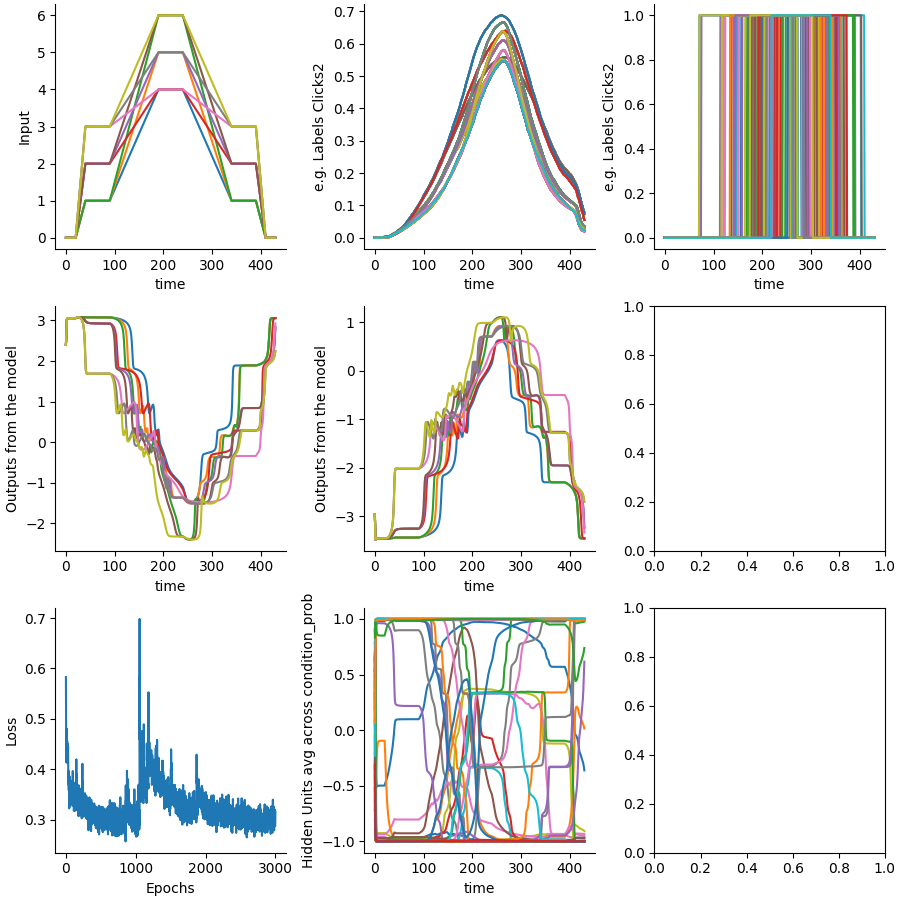 6
5
4
3
2
1
0
Input
0 100 200 300 400
time
0.7
0.6
0.5
0.4
0.3
0.2
0.1
0.0
e.g. Labels Clicks2
0 100 200 300 400
time
1.0
0.8
0.6
0.4
0.2
0.0
e.g. Labels Clicks2
0 100 200 300 400
time
3
2
1
0
−1
−2
Outputs from the model
0 100 200 300 400
time
1
0
−1
−2
−3
Outputs from the model
0 100 200 300 400
time
1.0
0.8
0.6
0.4
0.2
0.0
0.0 0.2 0.4 0.6 0.8 1.0
0.7
0.6
0.5
0.4
0.3
Loss
0 1000 2000 3000
Epochs
1.0
0.5
0.0
−0.5
−1.0
Hidden Units avg across condition_prob
0 100 200 300 400
time
1.0
0.8
0.6
0.4
0.2
0.0
0.0 0.2 0.4 0.6 0.8 1.0